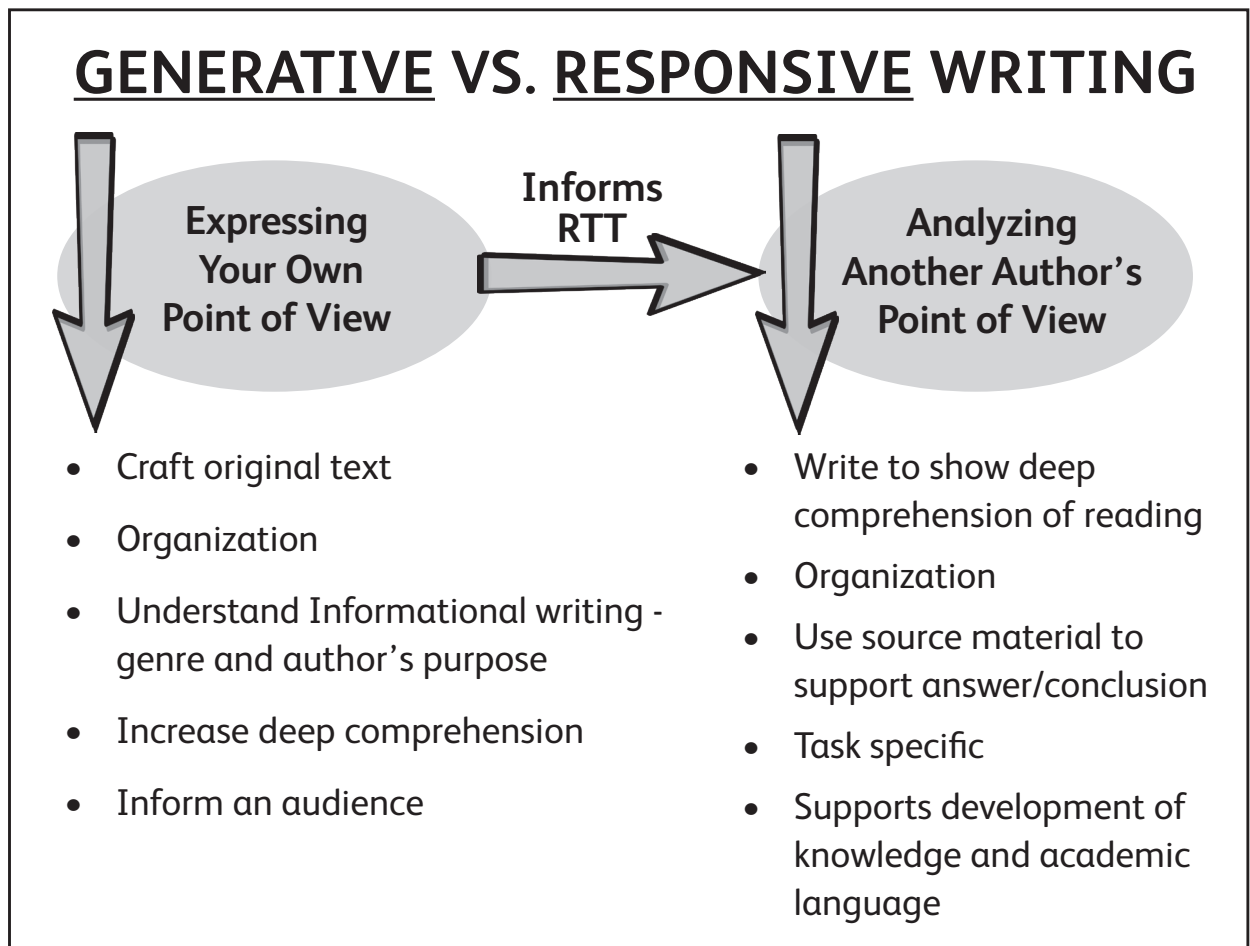 GENERATIVE VS. RESPONSIVE WRITING
Expressing
Your Own
Point of View
Informs
RTT
Analyzing
Another Author's
Point of View
• Craft original text
• Organization
• Understand Informational writing -
genre and author's purpose
• Increase deep comprehension
• Inform an audience
• Write to show deep
comprehension of reading
• Organization
• Use source material to
support answer/conclusion
• Task specific
• Supports development of
knowledge and academic
language